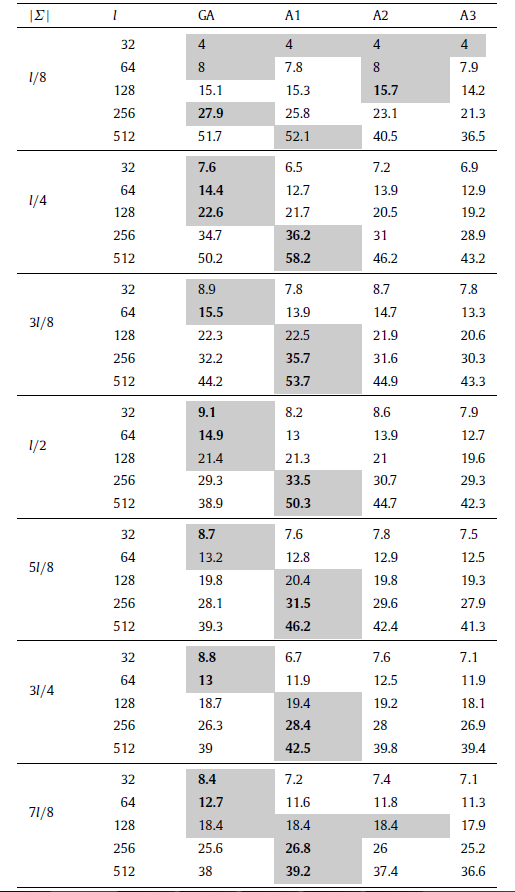 |Σ| l GA A1 A2 A3
l/8 32 4 4 4 4
64 8 7.8 8 7.9
128 15.1 15.3 15.7 14.2
256 27.9 25.8 23.1 21.3
512 51.7 52.1 40.5 36.5
l/4 32 7.6 6.5 7.2 6.9
64 14.4 12.7 13.9 12.9
128 22.6 21.7 20.5 19.2
256 34.7 36.2 31 28.9
512 50.2 58.2 46.2 43.2
3l/8 32 8.9 7.8 8.7 7.8
64 15.5 13.9 14.7 13.3
128 22.3 22.5 21.9 20.6
256 32.2 35.7 31.6 30.3
512 44.2 53.7 44.9 43.3
l/2 32 9.1 8.2 8.6 7.9
64 14.9 13 13.9 12.7
128 21.4 21.3 21 19.6
256 29.3 33.5 30.7 29.3
512 38.9 50.3 44.7 42.3
5l/8 32 8.7 7.6 7.8 7.5
64 13.2 12.8 12.9 12.5
128 19.8 20.4 19.8 19.3
256 28.1 31.5 29.6 27.9
512 39.3 46.2 42.4 41.3
3l/4 32 8.8 6.7 7.6 7.1
64 13 11.9 12.5 11.9
128 18.7 19.4 19.2 18.1
256 26.3 28.4 28 26.9
512 39 42.5 39.8 39.4
7l/8 32 8.4 7.2 7.4 7.1
64 12.7 11.6 11.8 11.3
128 18.4 18.4 18.4 17.9
256 25.6 26.8 26 25.2
512 38 39.2 37.4 36.6